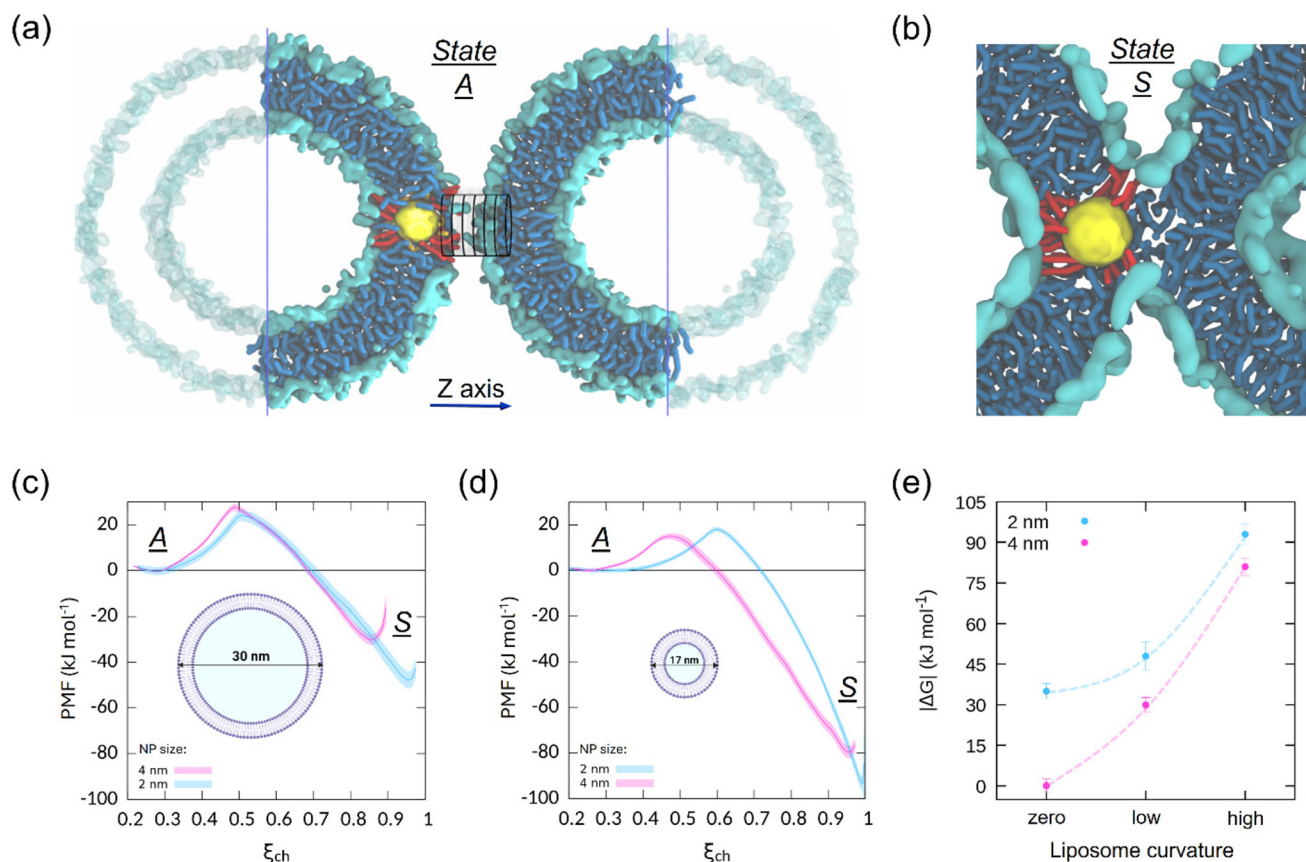 (a)
State
A
Z axis
(b)
State
S
(c)
PMF (kJ mol⁻¹)
20
0
-20
-40
-60
-80
-100
A
S
30 nm
NP size:
4 nm
2 nm
0.2 0.3 0.4 0.5 0.6 0.7 0.8 0.9 1
ξch
(d)
PMF (kJ mol⁻¹)
20
0
-20
-40
-60
-80
-100
A
S
17 nm
NP size:
2 nm
4 nm
0.2 0.3 0.4 0.5 0.6 0.7 0.8 0.9 1
ξch
(e)
|ΔG| (kJ mol⁻¹)
105
90
75
60
45
30
15
0
2 nm
4 nm
zero low high
Liposome curvature